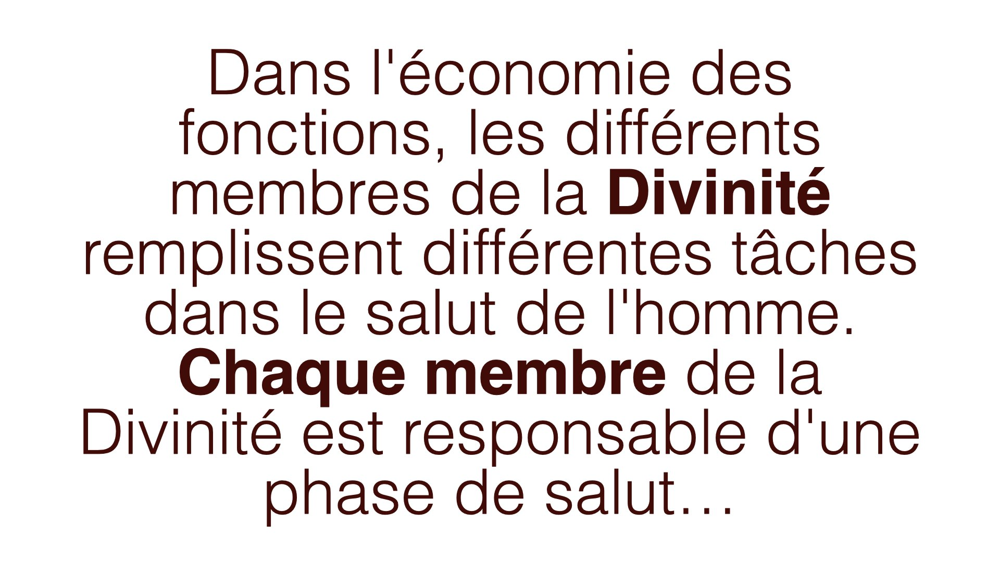 Dans l'économie des
fonctions, les différents
membres de la Divinité
remplissent différentes tâches
dans le salut de l'homme.
Chaque membre de la
Divinité est responsable d'une
phase de salut…